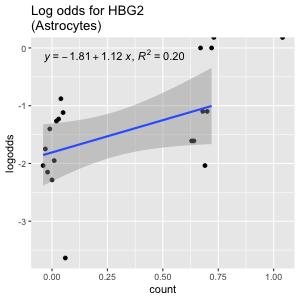 Log odds for HBG2
(Astrocytes)
y = −1.81 + 1.12 x, R² = 0.20
0
-1
-2
-3
logodds
0.00 0.25 0.50 0.75 1.00
count